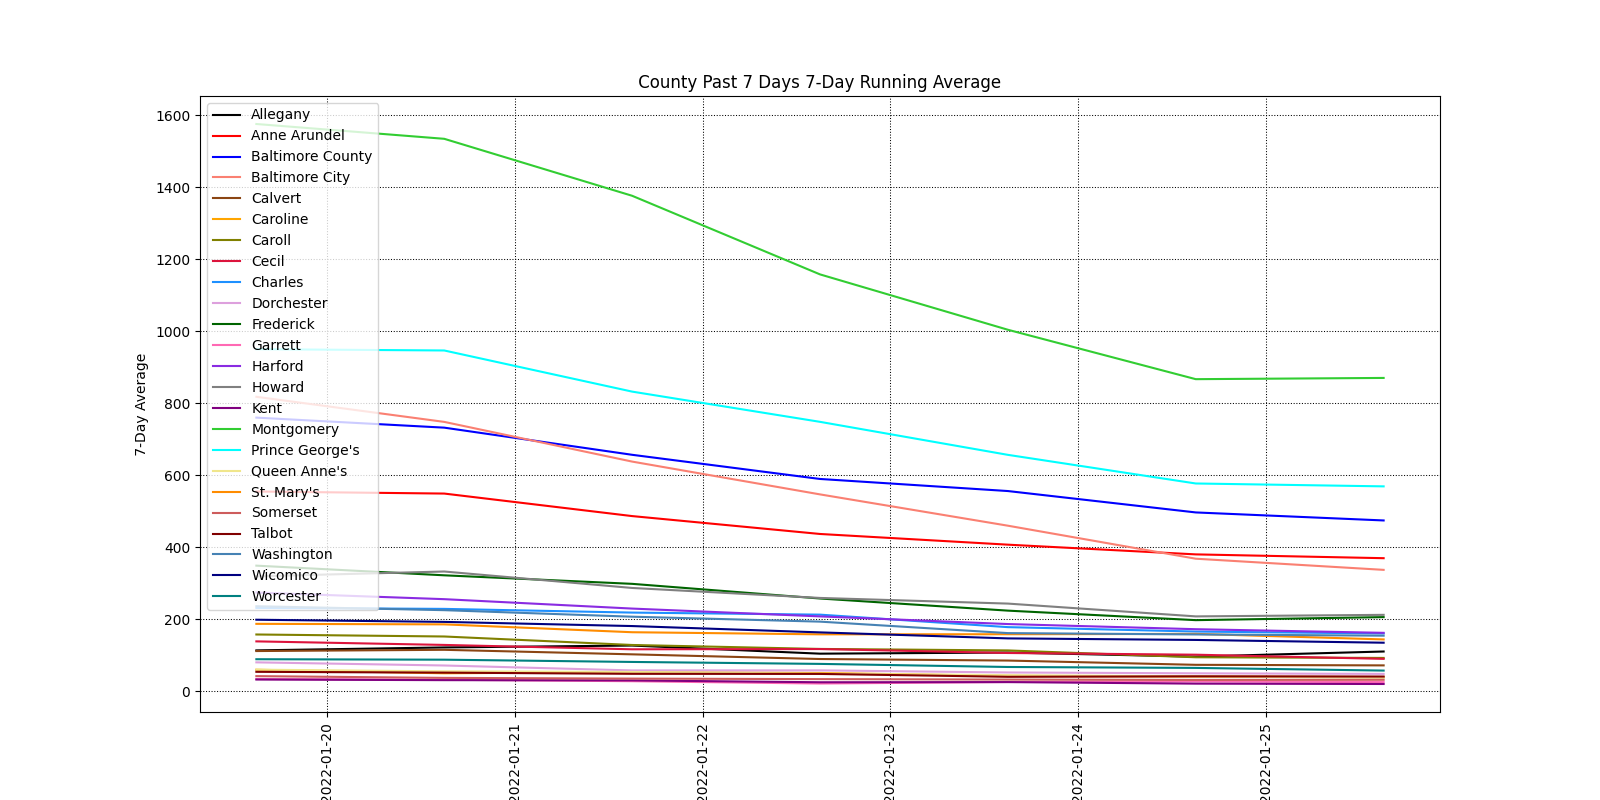 County Past 7 Days 7-Day Running Average
7-Day Average
1600
1400
1200
1000
800
600
400
200
0
Allegany
Anne Arundel
Baltimore County
Baltimore City
Calvert
Caroline
Caroll
Cecil
Charles
Dorchester
Frederick
Garrett
Harford
Howard
Kent
Montgomery
Prince George's
Queen Anne's
St. Mary's
Somerset
Talbot
Washington
Wicomico
Worcester
2022-01-20
2022-01-21
2022-01-22
2022-01-23
2022-01-24
2022-01-25